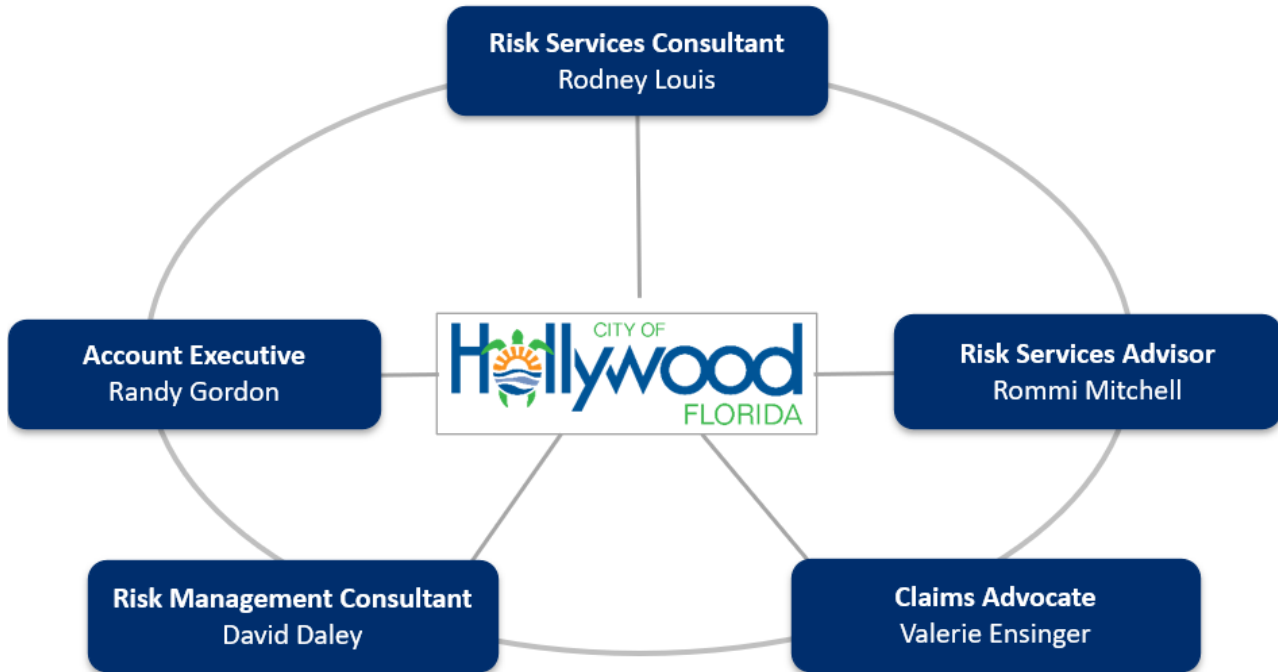 Risk Services Consultant
Rodney Louis
Account Executive
Randy Gordon
CITY OF
Hollywood
FLORIDA
Risk Services Advisor
Rommi Mitchell
Risk Management Consultant
David Daley
Claims Advocate
Valerie Ensinger